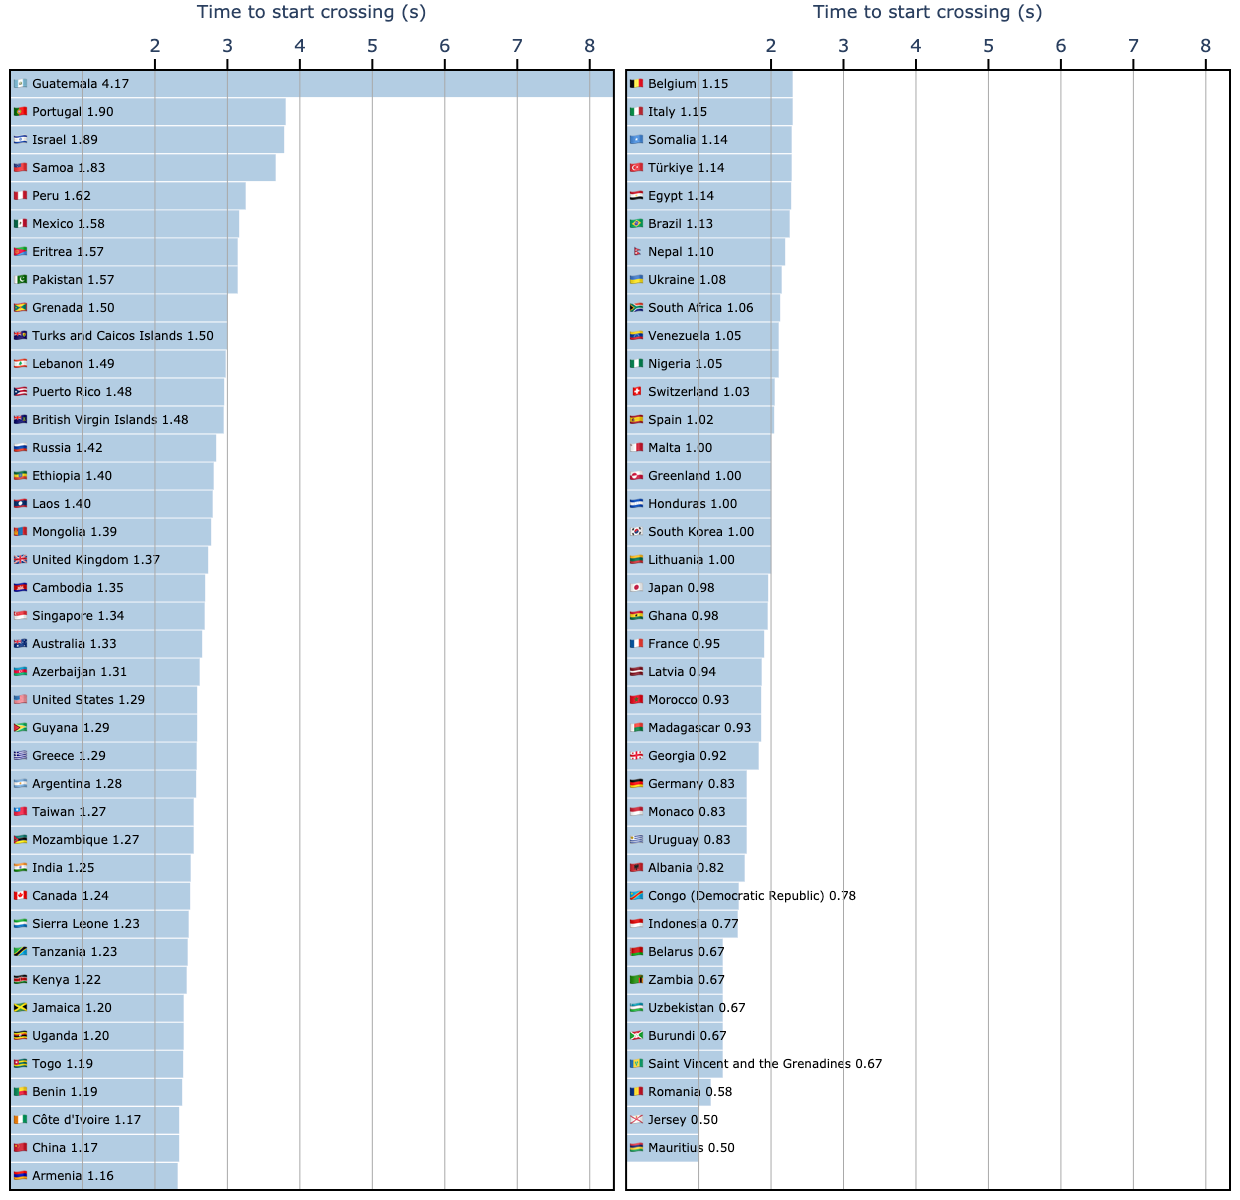 Time to start crossing (s)
2 3 4 5 6 7 8
Guatemala 4.17
Portugal 1.90
Israel 1.89
Samoa 1.83
Peru 1.62
Mexico 1.58
Eritrea 1.57
Pakistan 1.57
Grenada 1.50
Turks and Caicos Islands 1.50
Lebanon 1.49
Puerto Rico 1.48
British Virgin Islands 1.48
Russia 1.42
Ethiopia 1.40
Laos 1.40
Mongolia 1.39
United Kingdom 1.37
Cambodia 1.35
Singapore 1.34
Australia 1.33
Azerbaijan 1.31
United States 1.29
Guyana 1.29
Greece 1.29
Argentina 1.28
Taiwan 1.27
Mozambique 1.27
India 1.25
Canada 1.24
Sierra Leone 1.23
Tanzania 1.23
Kenya 1.22
Jamaica 1.20
Uganda 1.20
Togo 1.19
Benin 1.19
Côte d'Ivoire 1.17
China 1.17
Armenia 1.16
Time to start crossing (s)
2 3 4 5 6 7 8
Belgium 1.15
Italy 1.15
Somalia 1.14
Türkiye 1.14
Egypt 1.14
Brazil 1.13
Nepal 1.10
Ukraine 1.08
South Africa 1.06
Venezuela 1.05
Nigeria 1.05
Switzerland 1.03
Spain 1.02
Malta 1.00
Greenland 1.00
Honduras 1.00
South Korea 1.00
Lithuania 1.00
Japan 0.98
Ghana 0.98
France 0.95
Latvia 0.94
Morocco 0.93
Madagascar 0.93
Georgia 0.92
Germany 0.83
Monaco 0.83
Uruguay 0.83
Albania 0.82
Congo (Democratic Republic) 0.78
Indonesia 0.77
Belarus 0.67
Zambia 0.67
Uzbekistan 0.67
Burundi 0.67
Saint Vincent and the Grenadines 0.67
Romania 0.58
Jersey 0.50
Mauritius 0.50